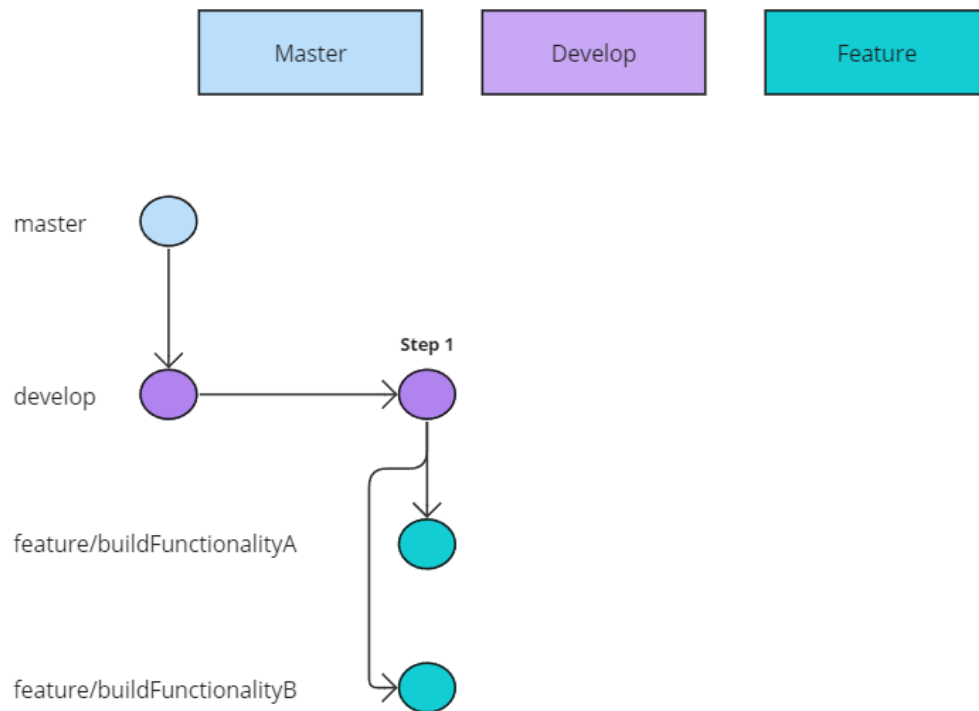 Master
Develop
Feature
master
Step 1
develop
feature/buildFunctionalityA
feature/buildFunctionalityB